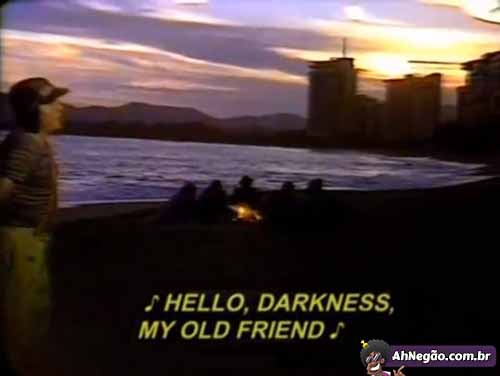 ♪ HELLO, DARKNESS,
MY OLD FRIEND ♪
AhNegão.com.br